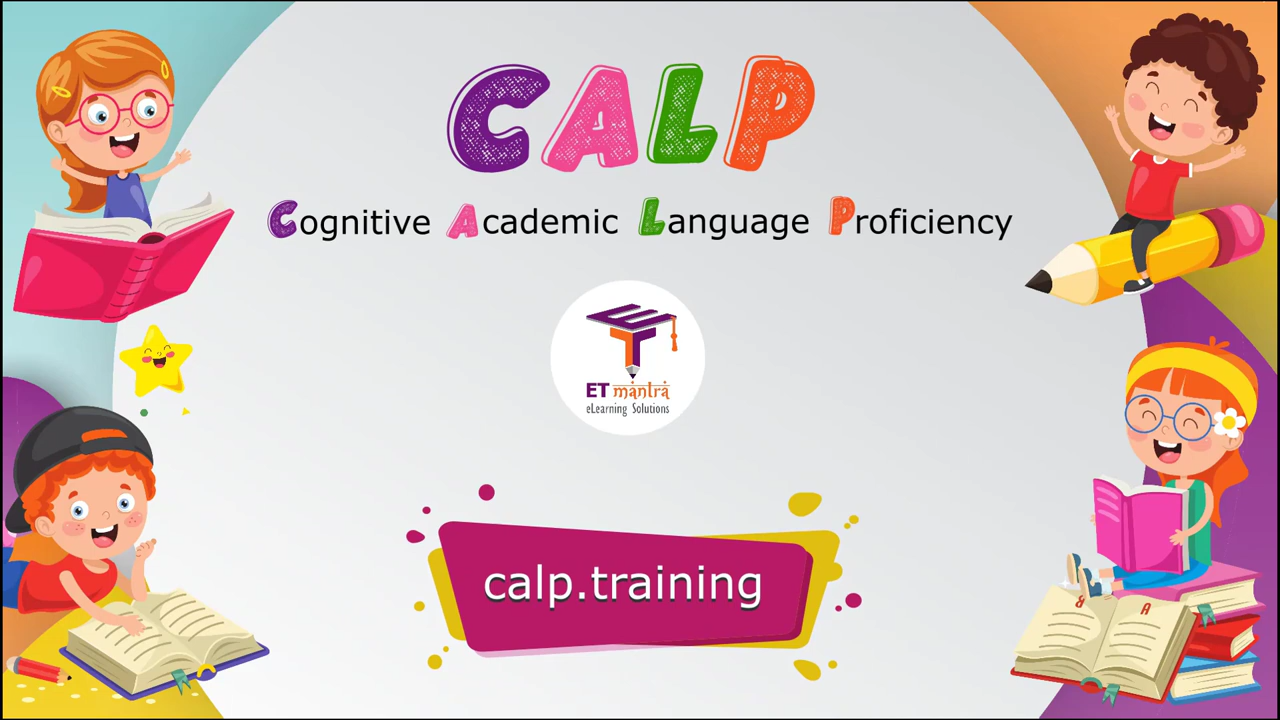 CALP
Cognitive Academic Language Proficiency
ET mantra
eLearning Solutions
calp.training
A